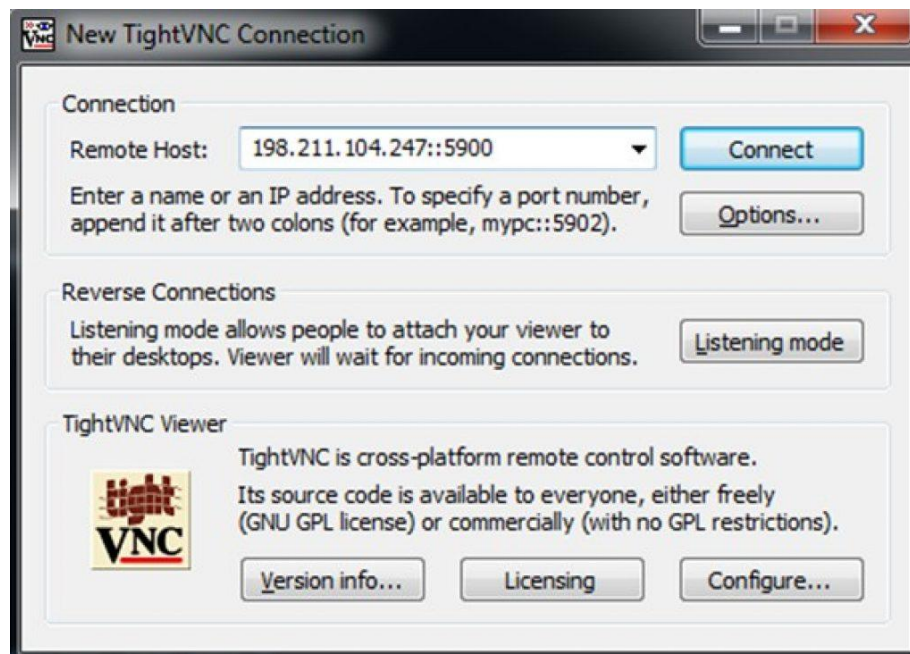 New TightVNC Connection
Connection
Remote Host: 198.211.104.247::5900 Connect
Enter a name or an IP address. To specify a port number,
append it after two colons (for example, mypc::5902).
Options...
Reverse Connections
Listening mode allows people to attach your viewer to
their desktops. Viewer will wait for incoming connections.
Listening mode
TightVNC Viewer
tight
VNC
TightVNC is cross-platform remote control software.
Its source code is available to everyone, either freely
(GNU GPL license) or commercially (with no GPL restrictions).
Version info... Licensing Configure...